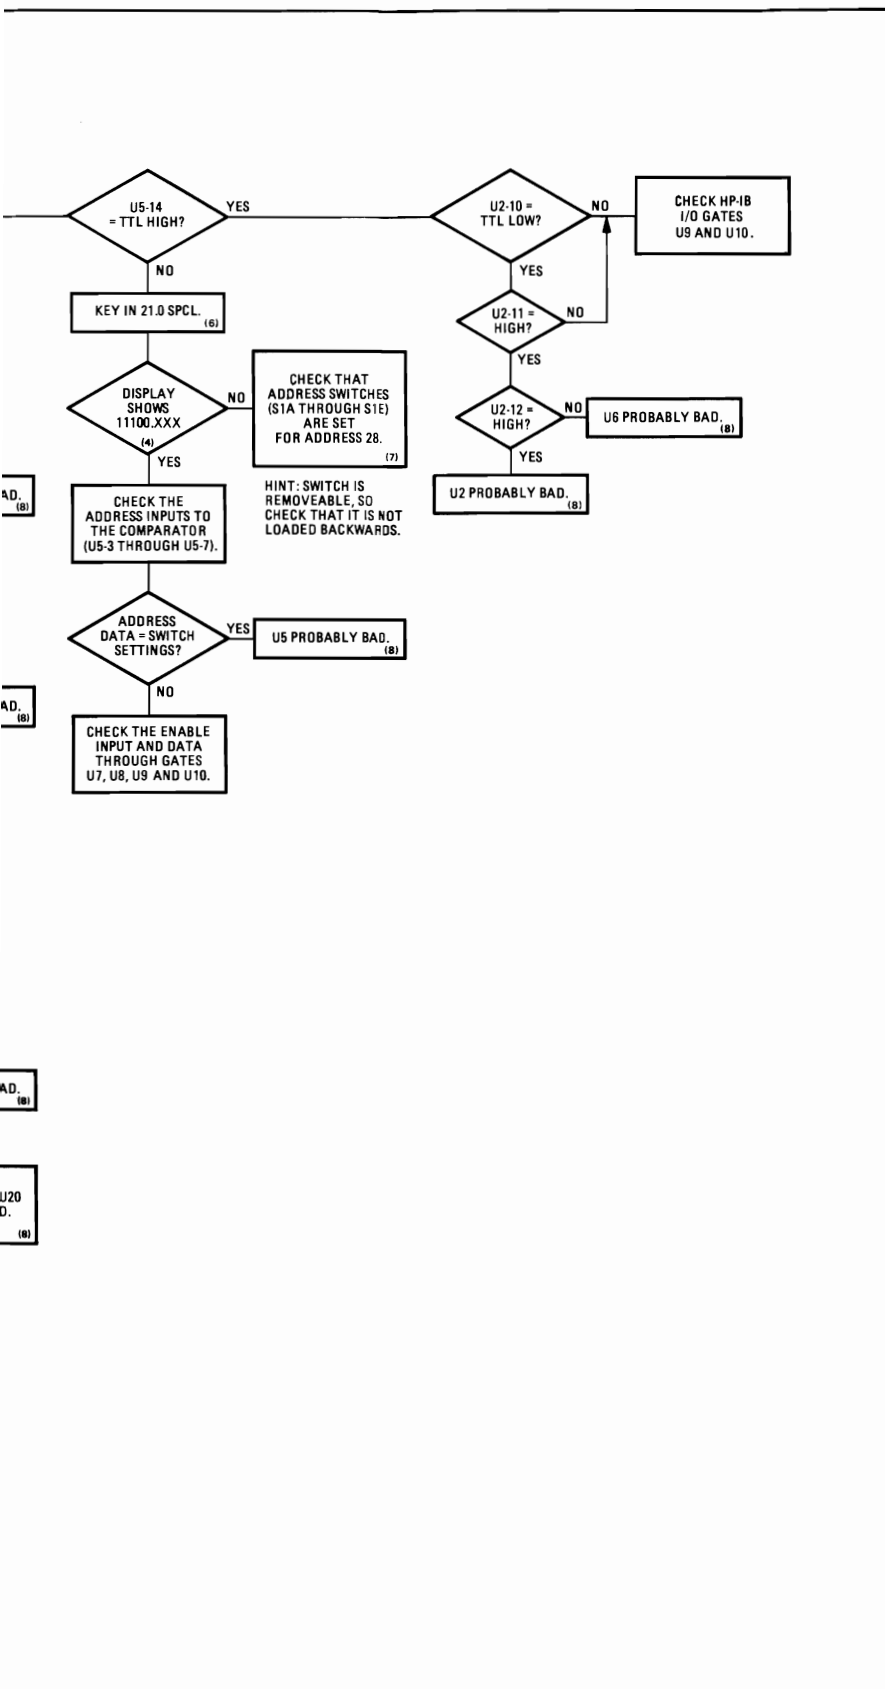 U5-14
= TTL HIGH?
YES
NO
KEY IN 21.0 SPCL.
(6)
DISPLAY
SHOWS
11100.XXX
(4)
NO
YES
CHECK THAT
ADDRESS SWITCHES
(S1A THROUGH S1E)
ARE SET
FOR ADDRESS 28.
(7)
HINT: SWITCH IS
REMOVEABLE, SO
CHECK THAT IT IS NOT
LOADED BACKWARDS.
CHECK THE
ADDRESS INPUTS TO
THE COMPARATOR
(U5-3 THROUGH U5-7).
ADDRESS
DATA = SWITCH
SETTINGS?
YES
U5 PROBABLY BAD.
(8)
NO
CHECK THE ENABLE
INPUT AND DATA
THROUGH GATES
U7, U8, U9 AND U10.
U2-10 =
TTL LOW?
NO
CHECK HP-IB
I/O GATES
U9 AND U10.
YES
U2-11 =
HIGH?
NO
YES
U2-12 =
HIGH?
NO
U6 PROBABLY BAD.
(8)
YES
U2 PROBABLY BAD.
(8)
AD.
(8)
AD.
(8)
AD.
(8)
U20
D.
(8)